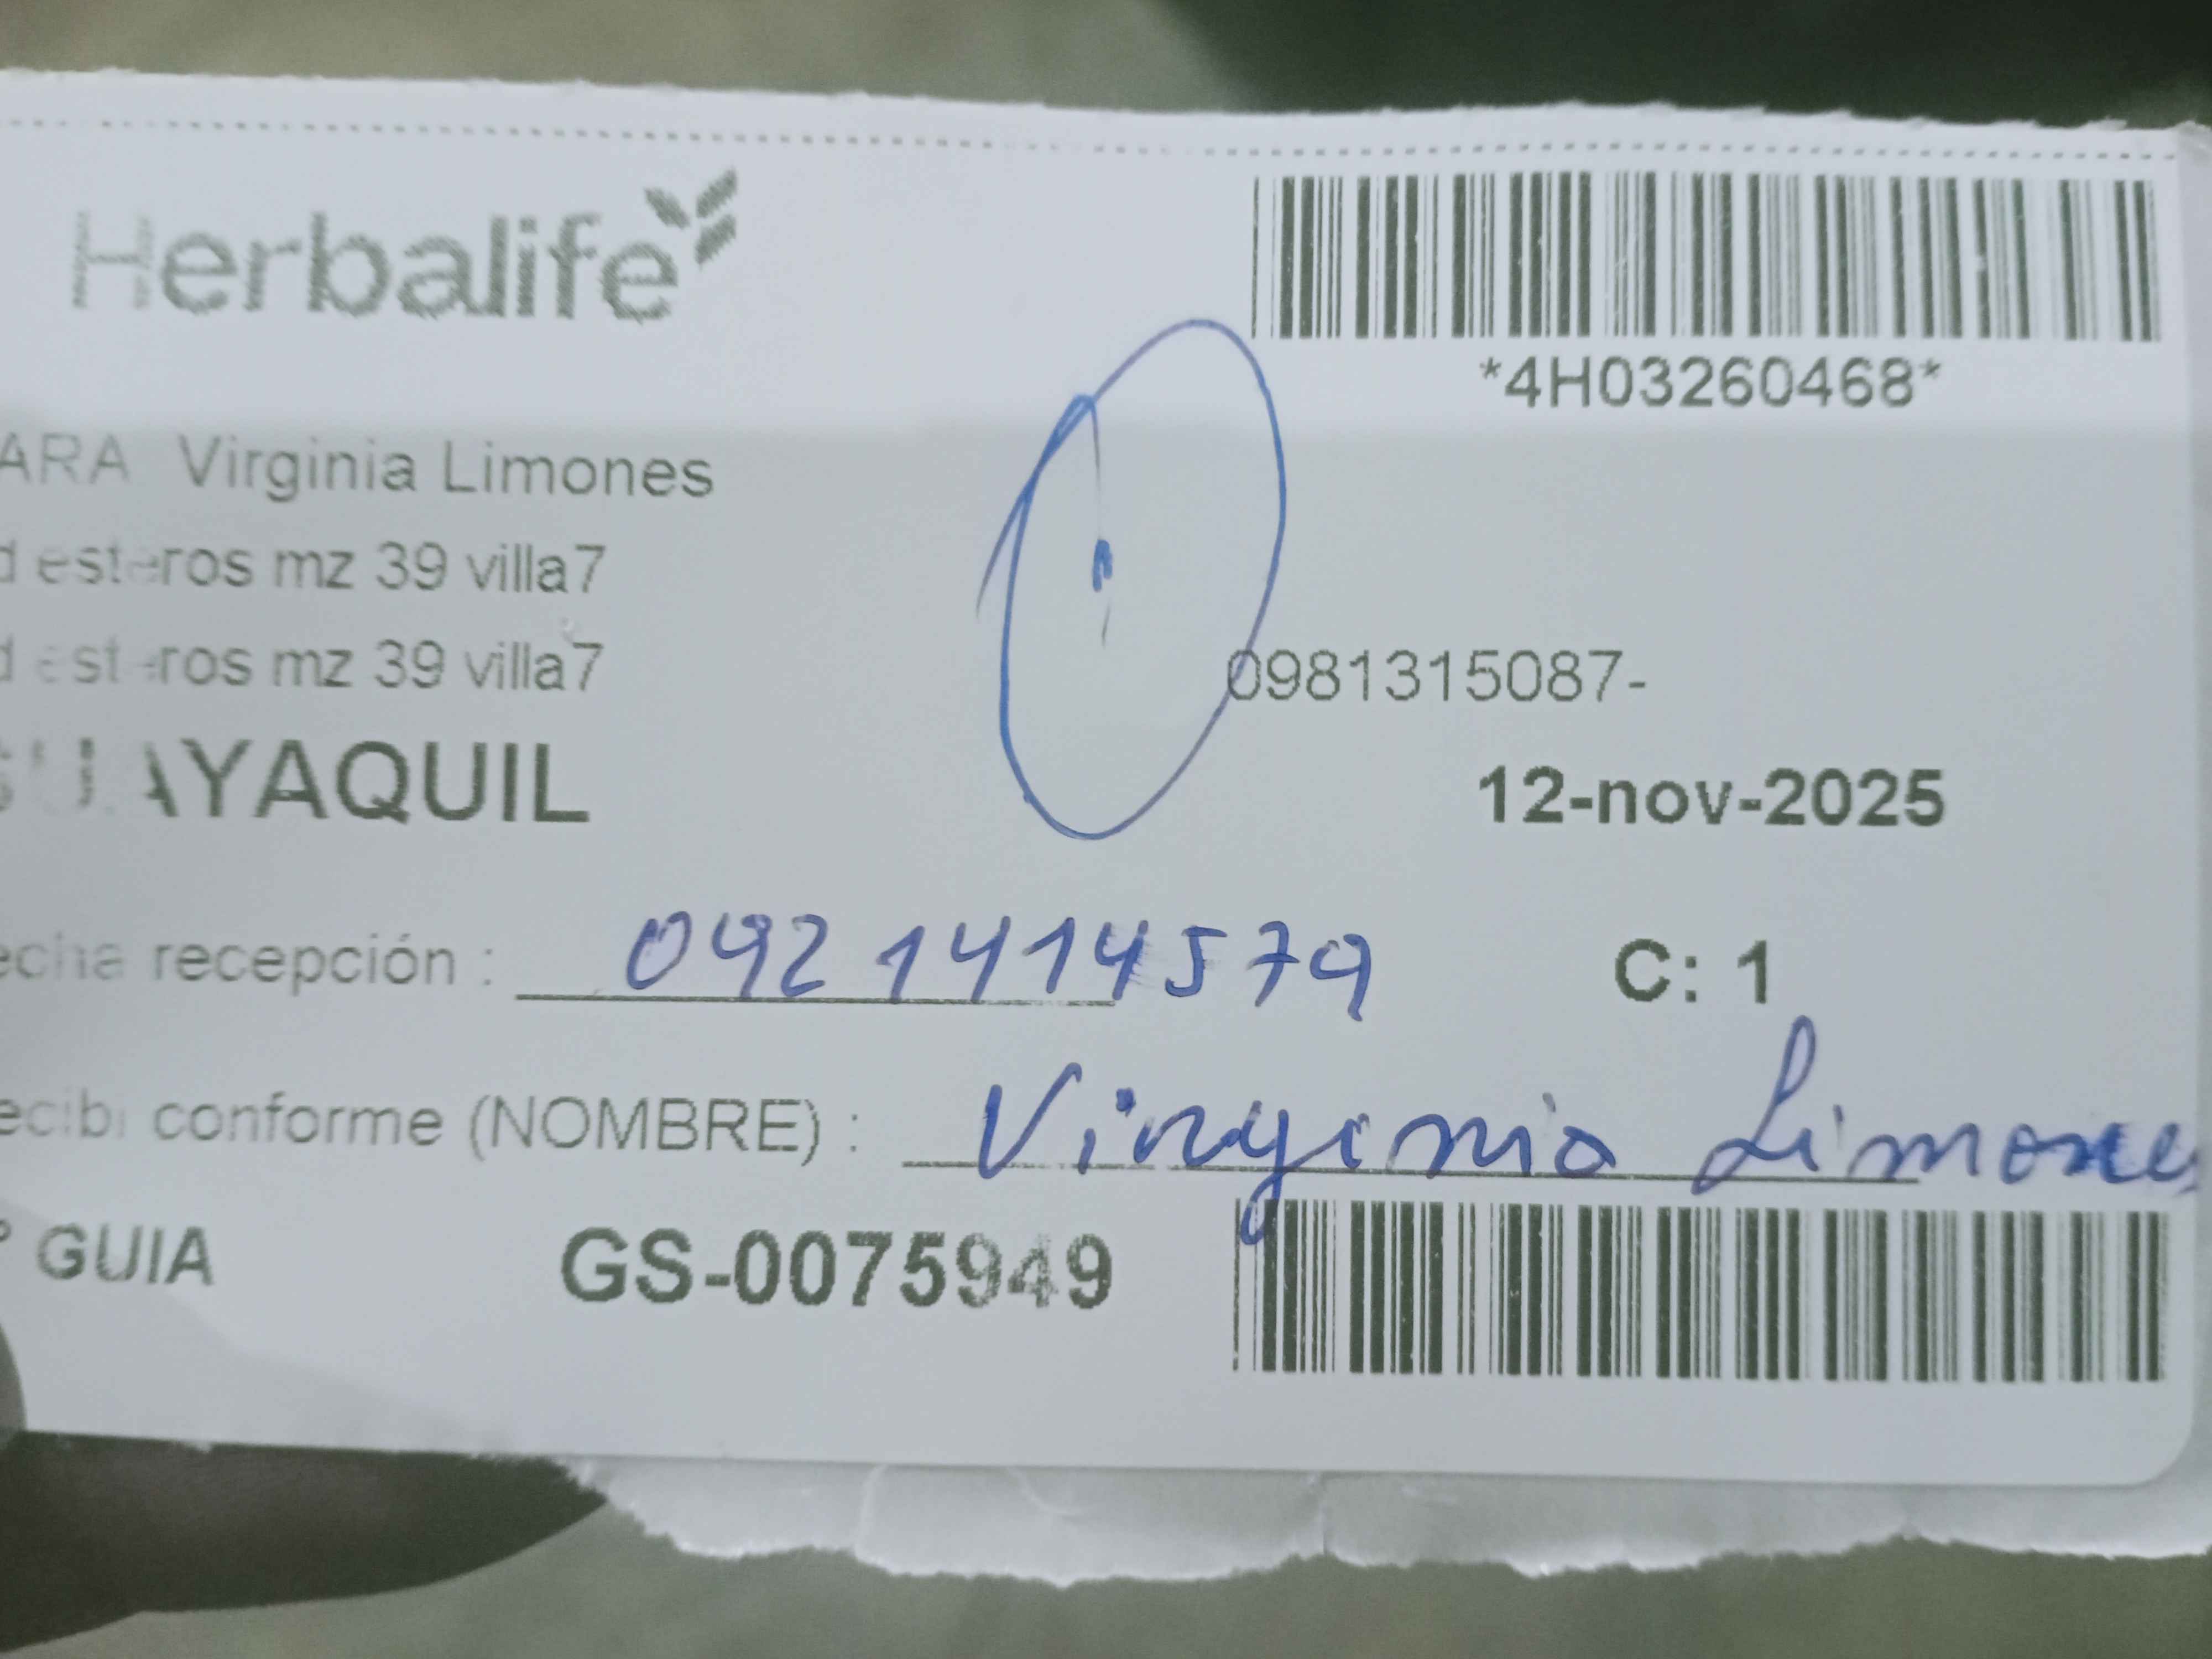 Herbalife
*4H03260468*
ARA Virginia Limones
d esteros mz 39 villa7
d esteros mz 39 villa7
0981315087-
GUAYAQUIL
12-nov-2025
echa recepción : 0921414579
C: 1
ecibi conforme (NOMBRE) : Virginia Limones
° GUIA GS-0075949